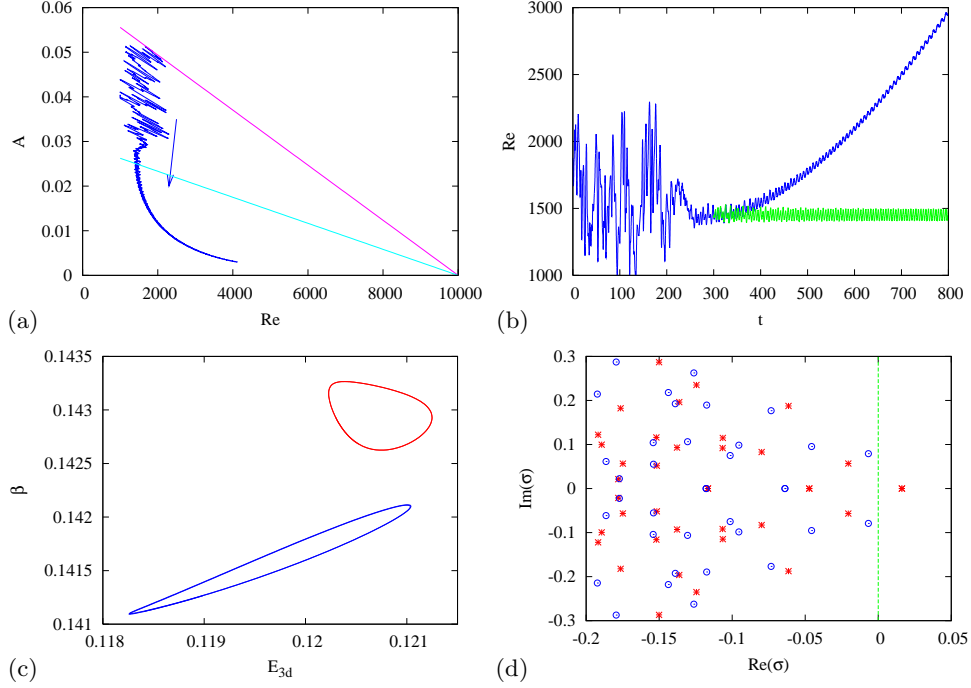 0.06
0.05
0.04
0.03
0.02
0.01
0
A
0 2000 4000 6000 8000 10000
Re
(a)
3000
2500
2000
1500
1000
Re
0 100 200 300 400 500 600 700 800
t
(b)
0.1435
0.143
0.1425
0.142
0.1415
0.141
β
0.118 0.119 0.12 0.121
E3d
(c)
0.3
0.2
0.1
0
-0.1
-0.2
-0.3
Im(σ)
-0.2 -0.15 -0.1 -0.05 0 0.05
Re(σ)
(d)